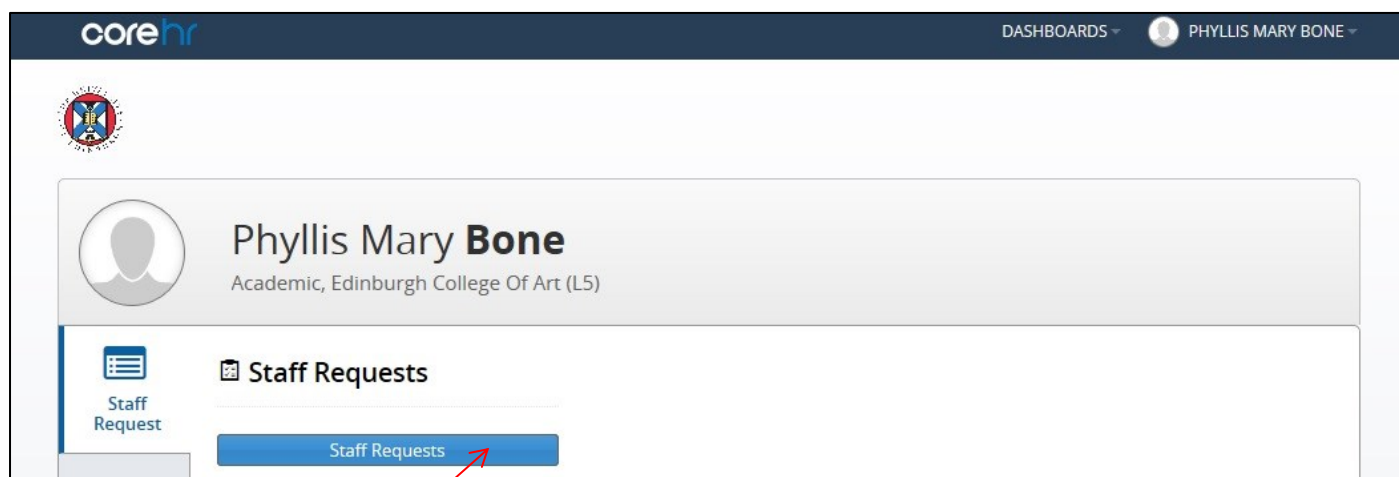 corehr
DASHBOARDS
PHYLLIS MARY BONE
Phyllis Mary Bone
Academic, Edinburgh College Of Art (L5)
Staff Requests
Staff
Request
Staff Requests